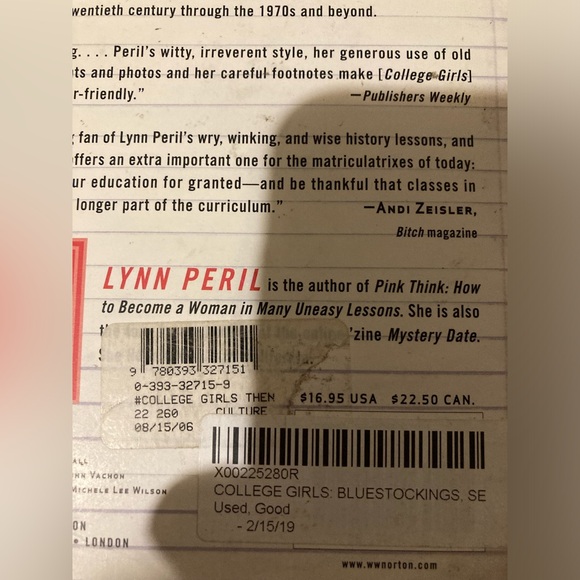 wentieth century through the 1970s and beyond.
g. . . . Peril's witty, irreverent style, her generous use of old
ts and photos and her careful footnotes make [College Girls]
r-friendly." —Publishers Weekly
fan of Lynn Peril's wry, winking, and wise history lessons, and
ffers an extra important one for the matriculatrixes of today:
ur education for granted—and be thankful that classes in
longer part of the curriculum." —ANDI ZEISLER,
Bitch magazine
LYNN PERIL is the author of Pink Think: How
to Become a Woman in Many Uneasy Lessons. She is also
'zine Mystery Date.
9 780393 327151
0-393-32715-9
#COLLEGE GIRLS THEN
22 260 CULTURE
08/15/06
$16.95 USA $22.50 CAN.
X00225280R
COLLEGE GIRLS: BLUESTOCKINGS, SE
Used, Good
- 2/15/19
ALL
VACHON
MICHELE LEE WILSON
ON
• LONDON
www.wwnorton.com